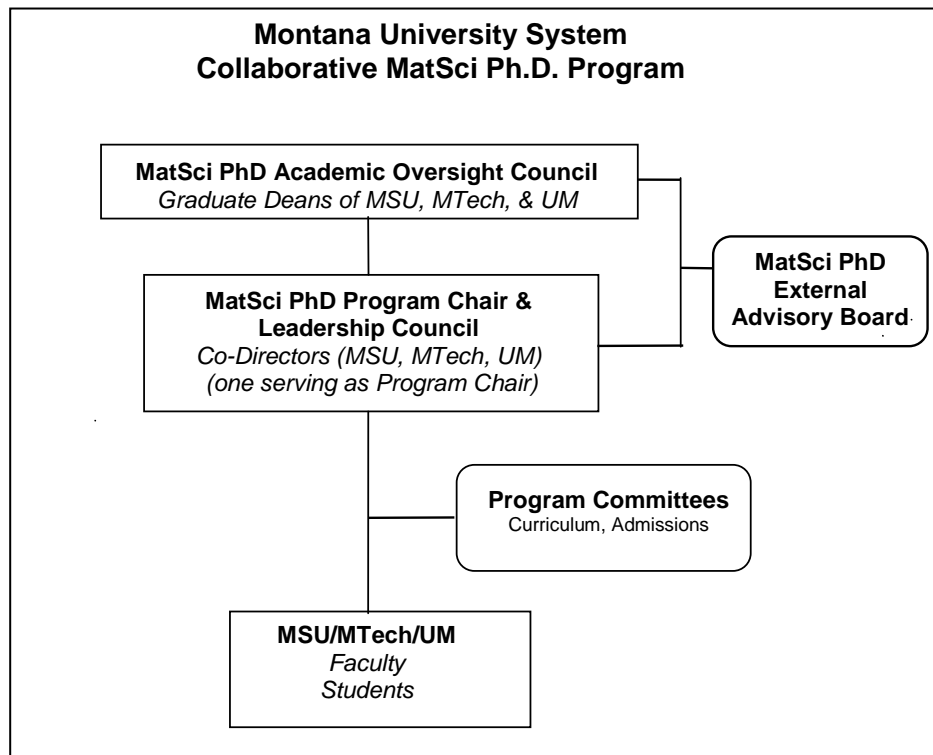 Montana University System
Collaborative MatSci Ph.D. Program
MatSci PhD Academic Oversight Council
Graduate Deans of MSU, MTech, & UM
MatSci PhD
External
Advisory Board
MatSci PhD Program Chair &
Leadership Council
Co-Directors (MSU, MTech, UM)
(one serving as Program Chair)
Program Committees
Curriculum, Admissions
MSU/MTech/UM
Faculty
Students